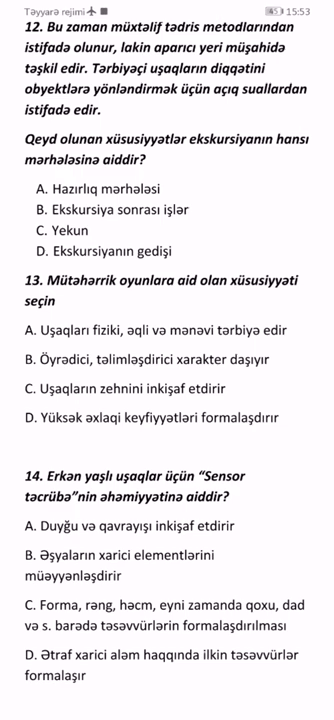 Təyyarə rejimi 45 15:53
12. Bu zaman müxtəlif tədris metodlarından
istifadə olunur, lakin aparıcı yeri müşahidə
təşkil edir. Tərbiyəçi uşaqların diqqətini
obyektlərə yönləndirmək üçün açıq suallardan
istifadə edir.
Qeyd olunan xüsusiyyətlər ekskursiyanın hansı
mərhələsinə aiddir?
A. Hazırlıq mərhələsi
B. Ekskursiya sonrası işlər
C. Yekun
D. Ekskursiyanın gedişi
13. Mütəhərrik oyunlara aid olan xüsusiyyəti
seçin
A. Uşaqları fiziki, əqli və mənəvi tərbiyə edir
B. Öyrədici, təlimləşdirici xarakter daşıyır
C. Uşaqların zehnini inkişaf etdirir
D. Yüksək əxlaqi keyfiyyətləri formalaşdırır
14. Erkən yaşlı uşaqlar üçün “Sensor
təcrübə”nin əhəmiyyətinə aiddir?
A. Duyğu və qavrayışı inkişaf etdirir
B. Əşyaların xarici elementlərini
müəyyənləşdirir
C. Forma, rəng, həcm, eyni zamanda qoxu, dad
və s. barədə təsəvvürlərin formalaşdırılması
D. Ətraf xarici aləm haqqında ilkin təsəvvürlər
formalaşır